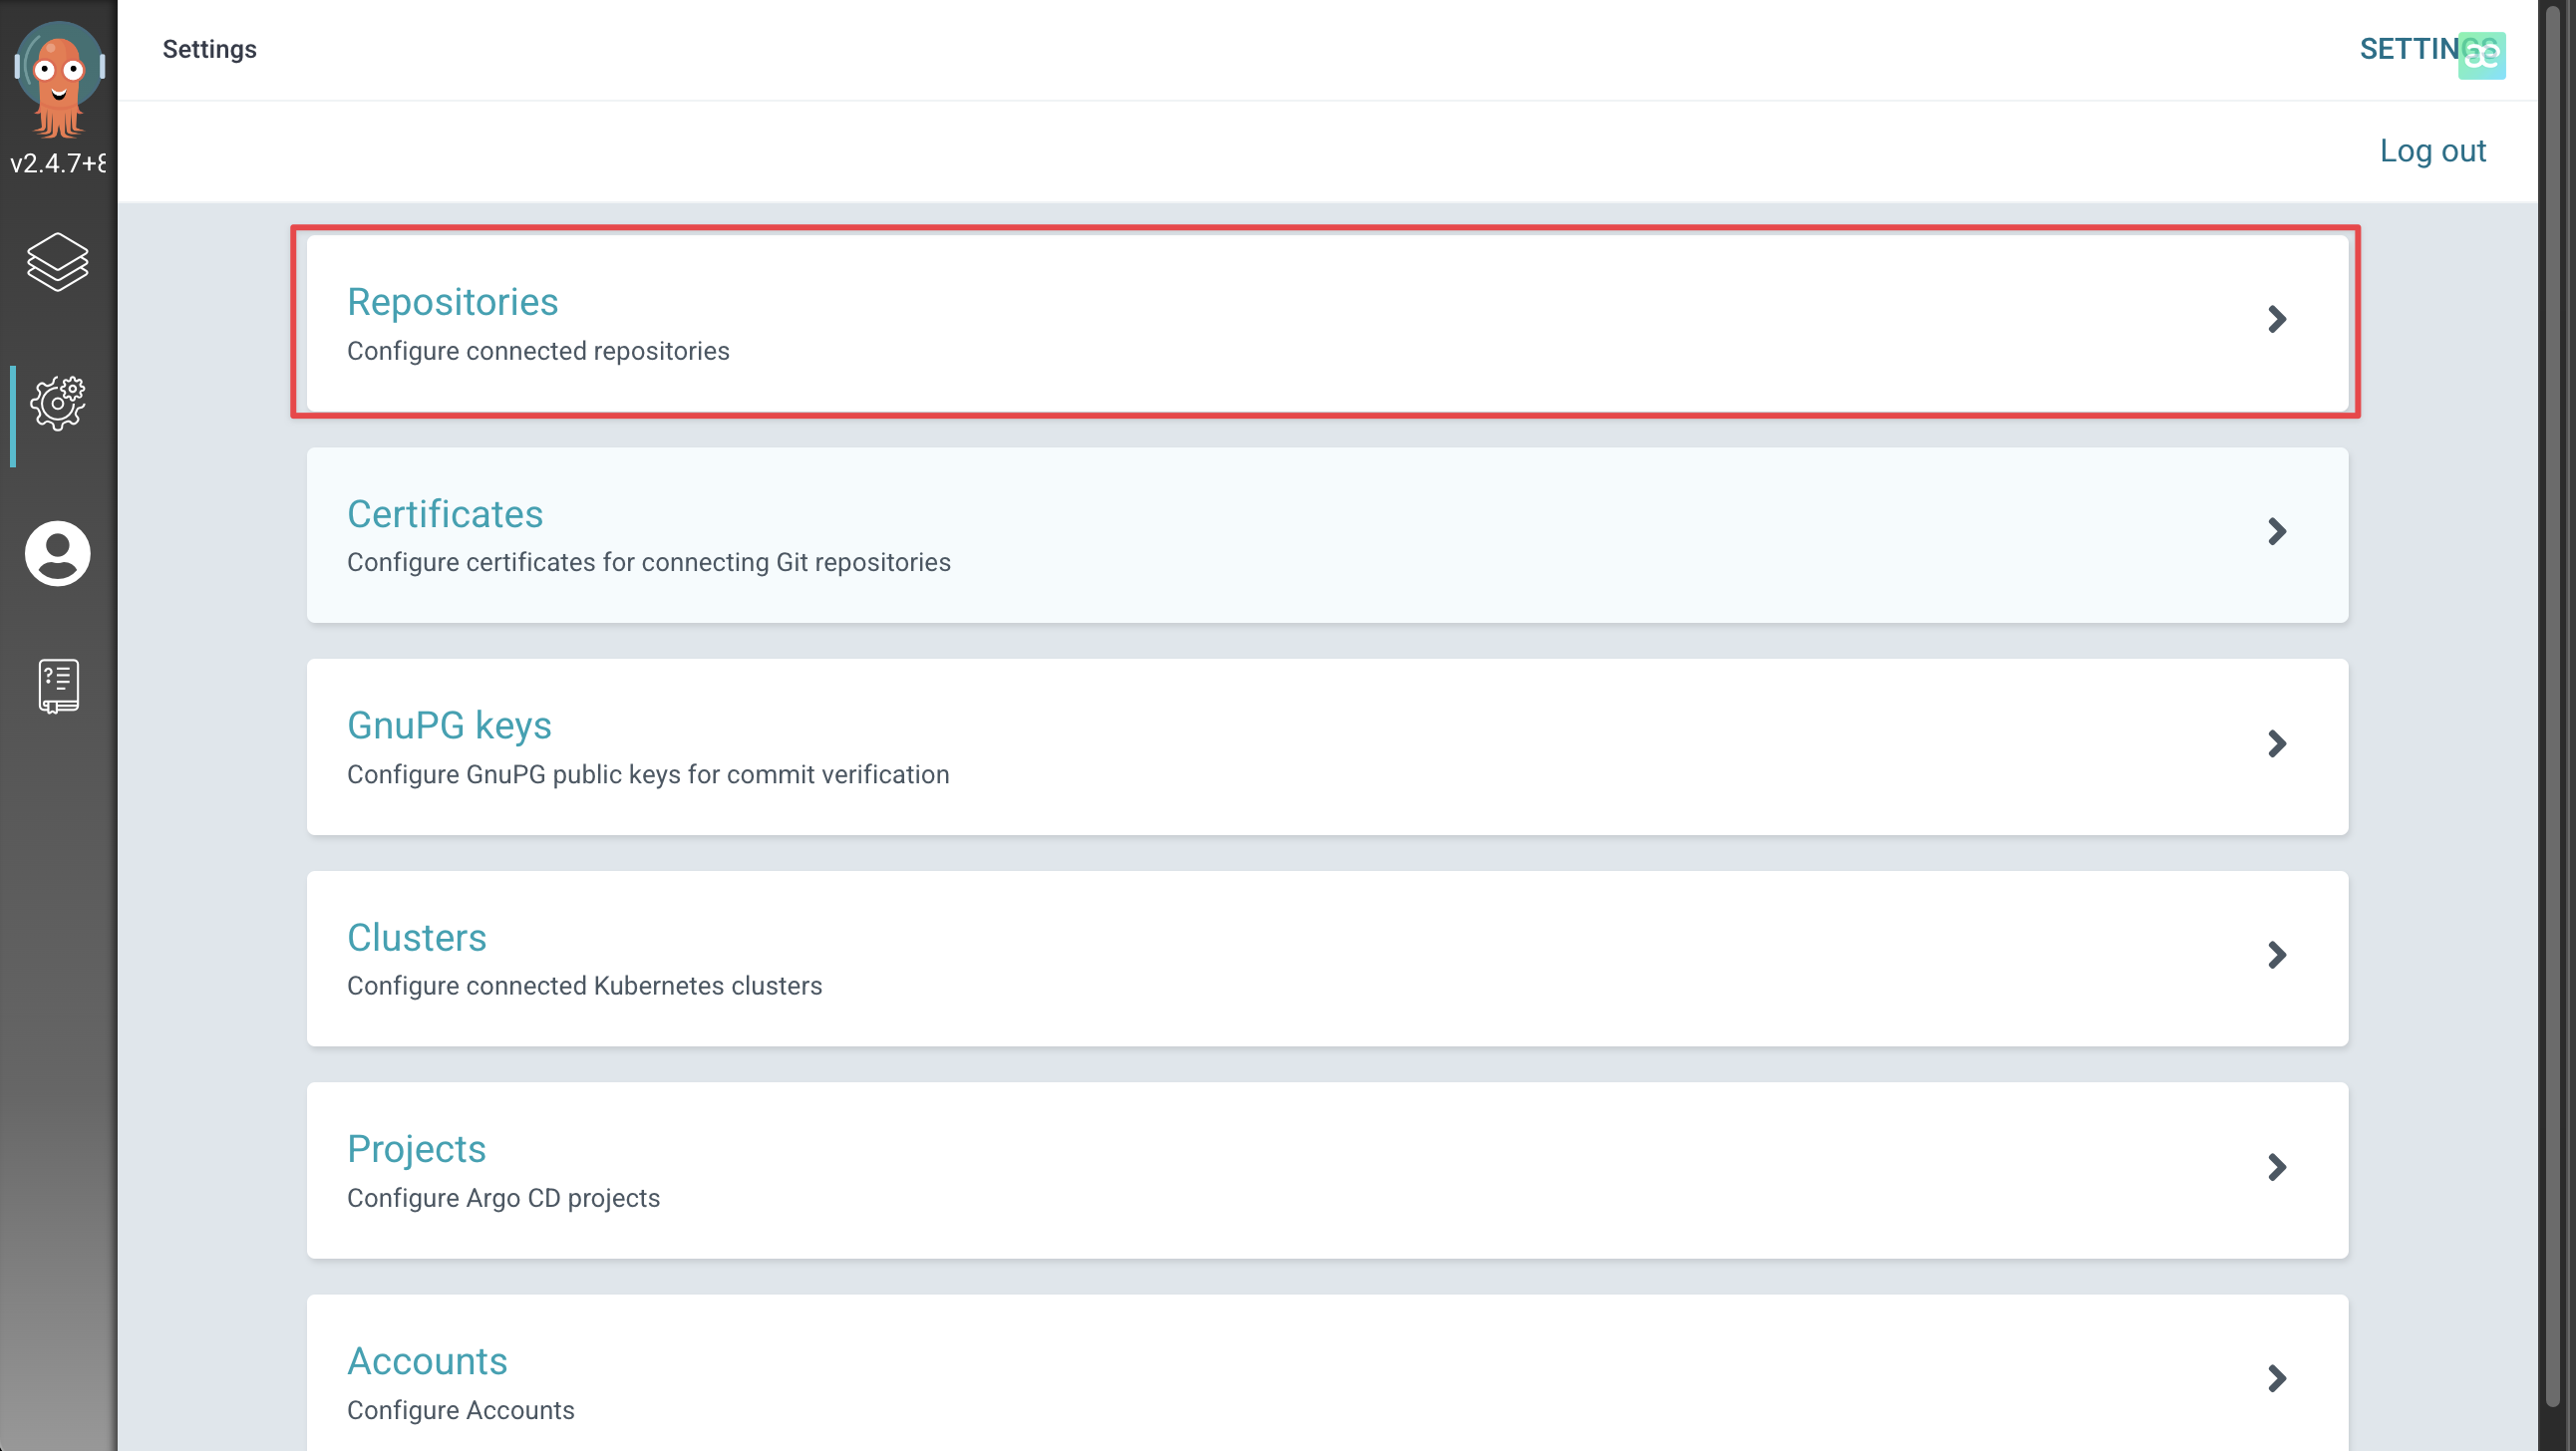 Settings
SETTINGS
v2.4.7+8
Log out
Repositories
Configure connected repositories
Certificates
Configure certificates for connecting Git repositories
GnuPG keys
Configure GnuPG public keys for commit verification
Clusters
Configure connected Kubernetes clusters
Projects
Configure Argo CD projects
Accounts
Configure Accounts